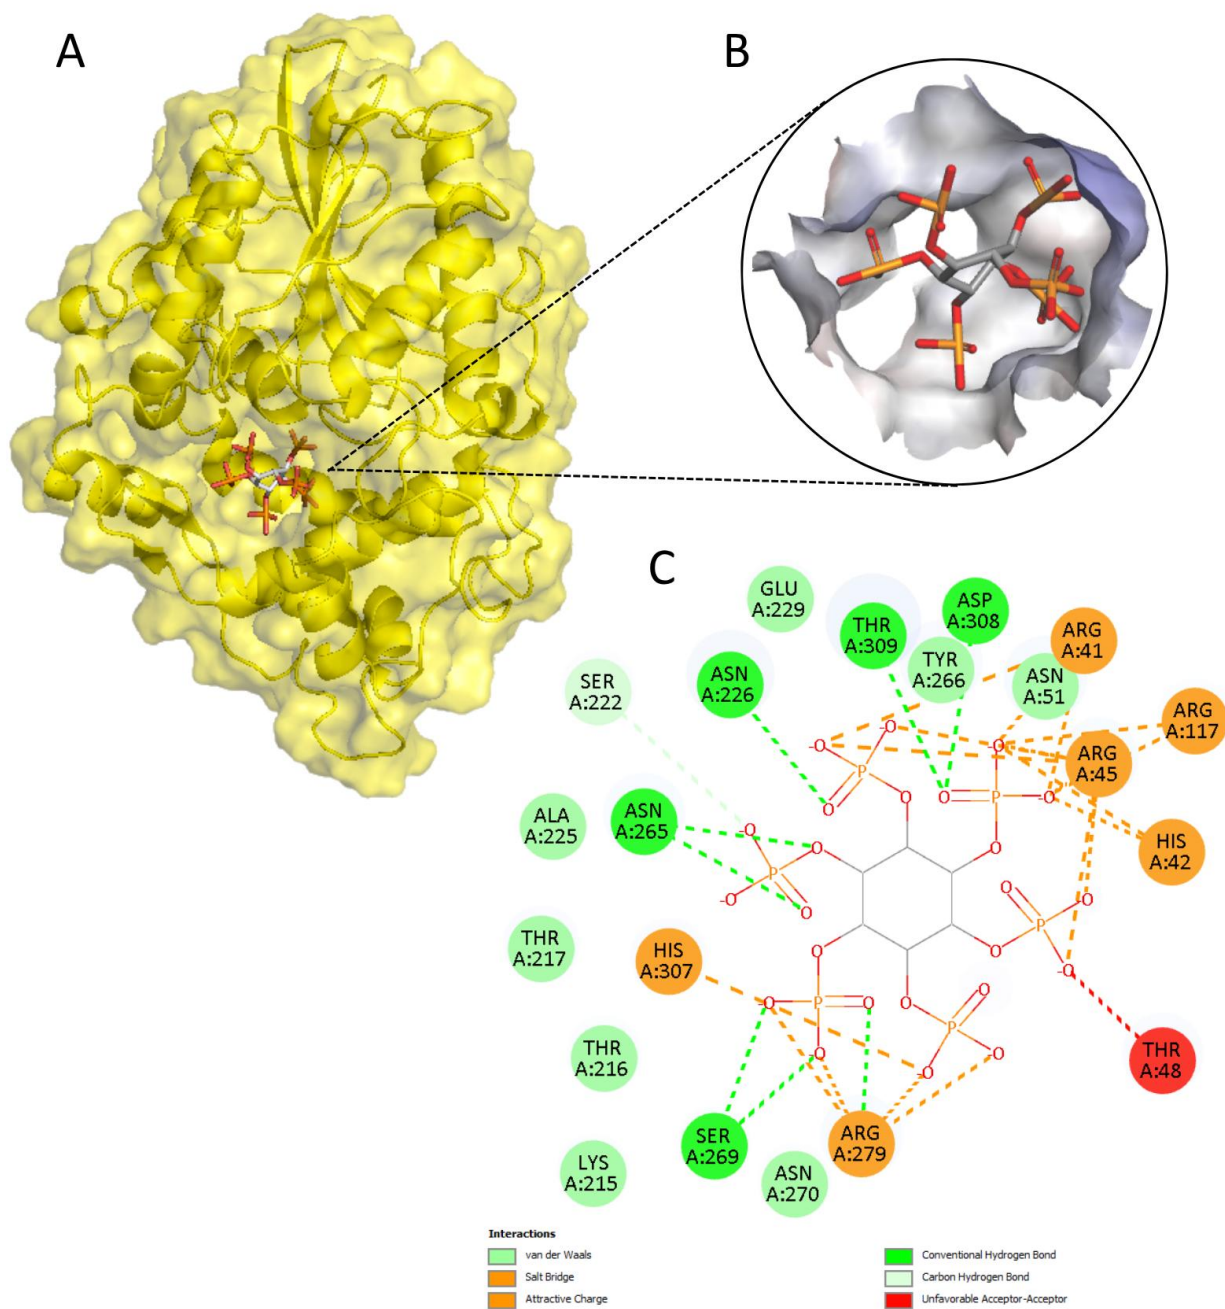 A
B
C
GLU
A:229
THR
A:309
ASP
A:308
ARG
A:41
SER
A:222
ASN
A:226
TYR
A:266
ASN
A:51
ARG
A:117
ARG
A:45
ALA
A:225
ASN
A:265
HIS
A:42
THR
A:217
HIS
A:307
THR
A:216
THR
A:48
LYS
A:215
SER
A:269
ASN
A:270
ARG
A:279
-O
-O
P
O
O
-O
O
P
O-
O
-O
P
O
-O
O
O
P
O
O-
O-
O
-O
P
O
O-
O
P
O
-O
O-
Interactions
van der Waals
Salt Bridge
Attractive Charge
Conventional Hydrogen Bond
Carbon Hydrogen Bond
Unfavorable Acceptor-Acceptor